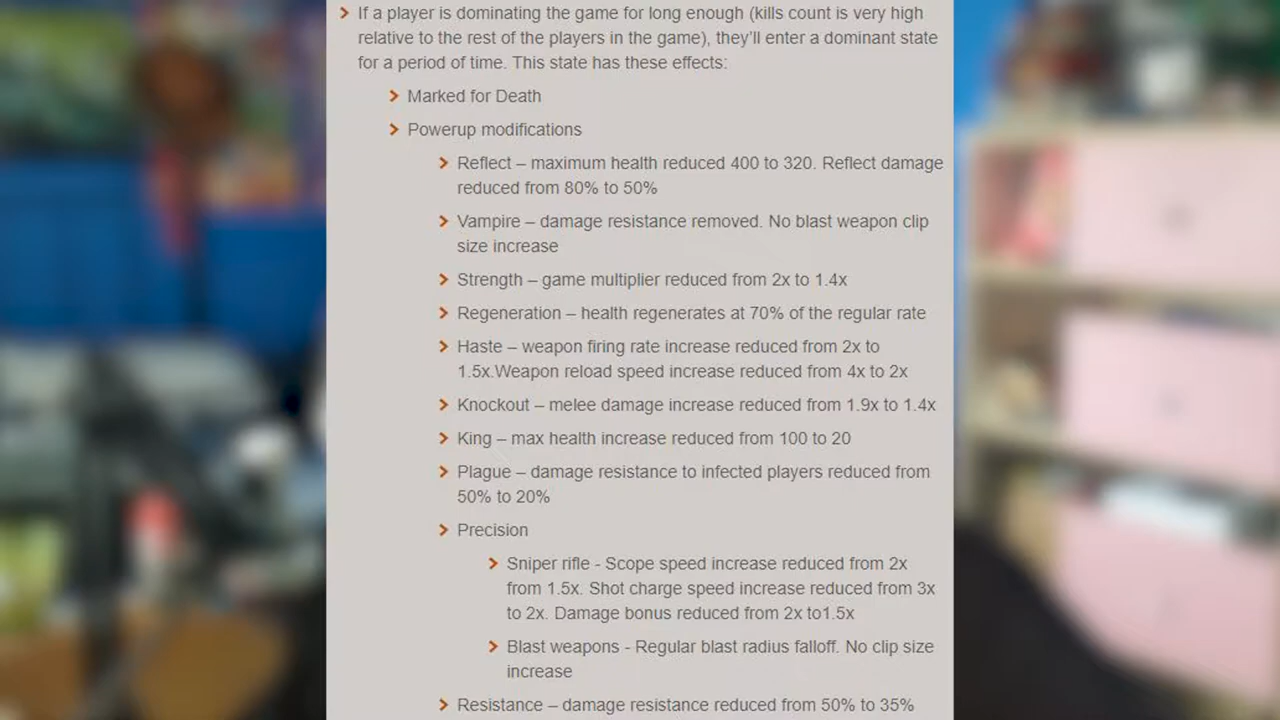 If a player is dominating the game for long enough (kills count is very high
relative to the rest of the players in the game), they'll enter a dominant state
for a period of time. This state has these effects:
Marked for Death
Powerup modifications
Reflect – maximum health reduced 400 to 320. Reflect damage
reduced from 80% to 50%
Vampire – damage resistance removed. No blast weapon clip
size increase
Strength – game multiplier reduced from 2x to 1.4x
Regeneration – health regenerates at 70% of the regular rate
Haste – weapon firing rate increase reduced from 2x to
1.5x.Weapon reload speed increase reduced from 4x to 2x
Knockout – melee damage increase reduced from 1.9x to 1.4x
King – max health increase reduced from 100 to 20
Plague – damage resistance to infected players reduced from
50% to 20%
Precision
Sniper rifle - Scope speed increase reduced from 2x
from 1.5x. Shot charge speed increase reduced from 3x
to 2x. Damage bonus reduced from 2x to1.5x
Blast weapons - Regular blast radius falloff. No clip size
increase
Resistance – damage resistance reduced from 50% to 35%